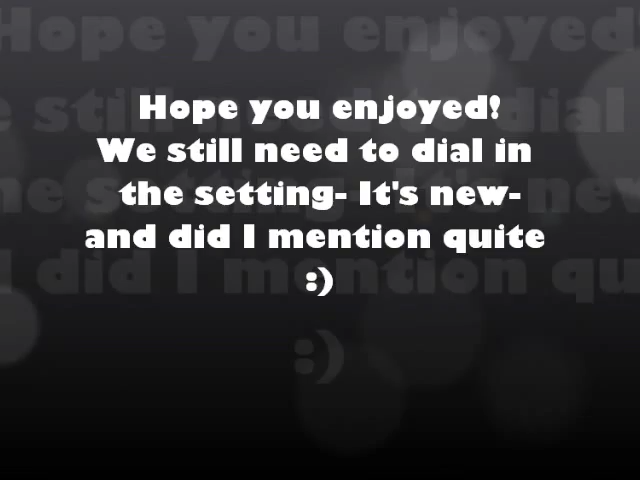 Hope you enjoyed!
We still need to dial in
the setting- It's new-
and did I mention quite
:)